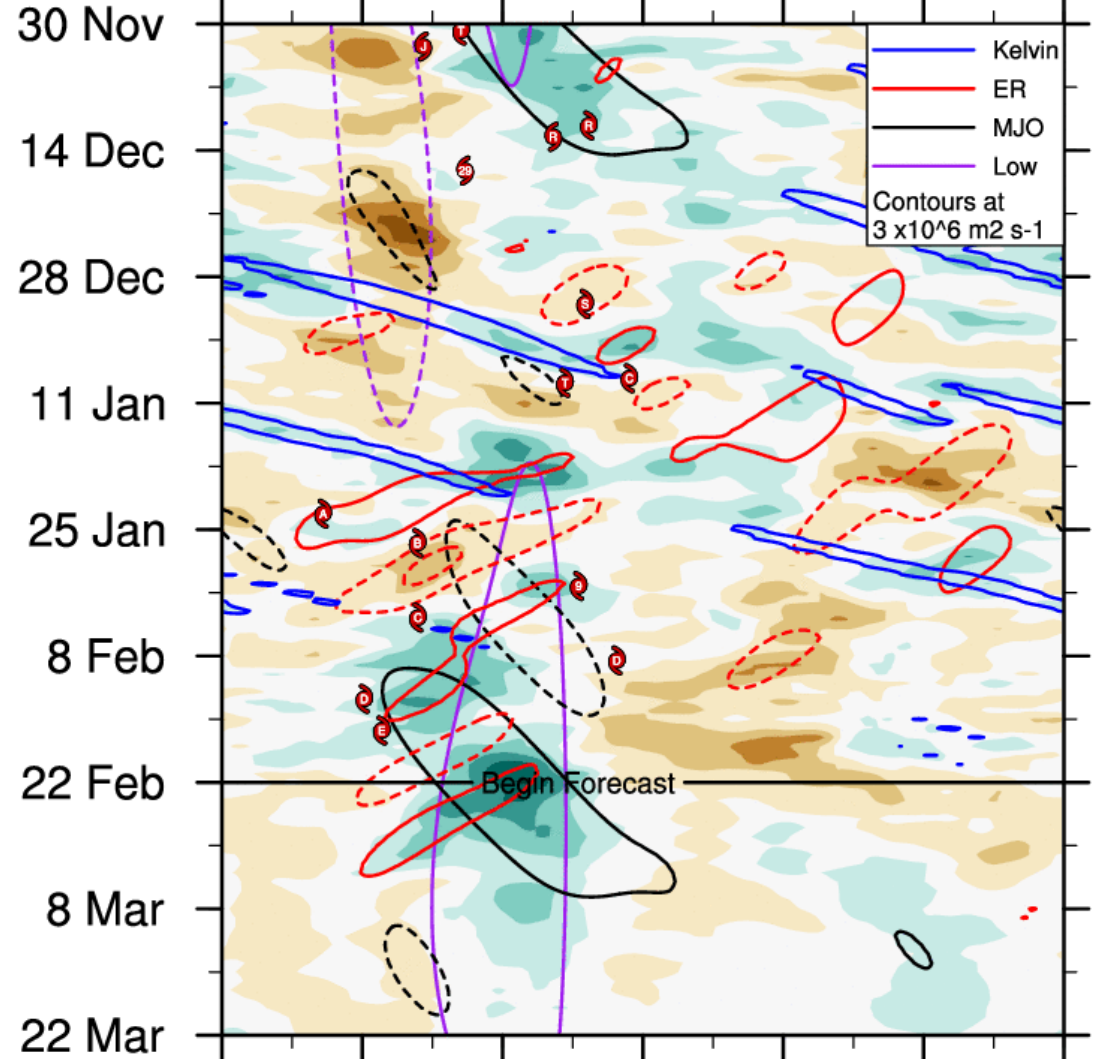 30 Nov
14 Dec
28 Dec
11 Jan
25 Jan
8 Feb
22 Feb
8 Mar
22 Mar
Kelvin
ER
MJO
Low
Contours at
3 x10^6 m2 s-1
J
T
R
R
29
S
T
C
A
B
9
C
D
D
E
Begin Forecast